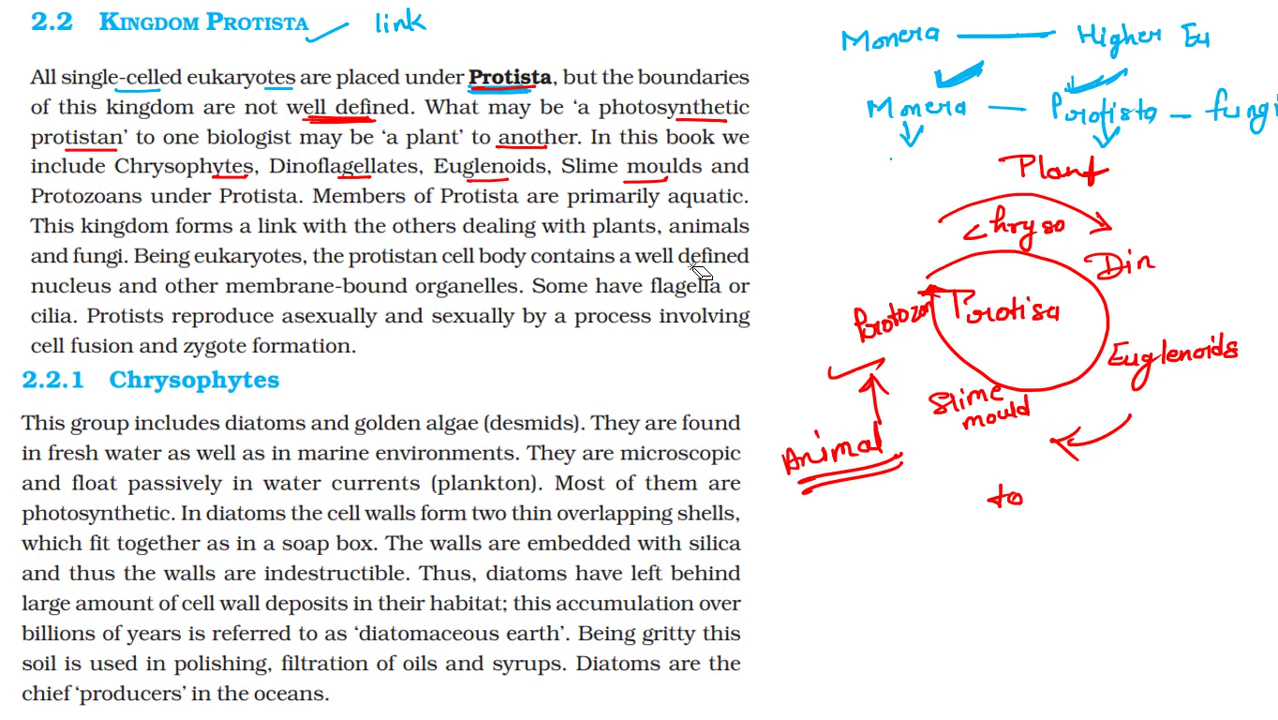 2.2 KINGDOM PROTISTA link
All single-celled eukaryotes are placed under Protista, but the boundaries
of this kingdom are not well defined. What may be ‘a photosynthetic
protistan’ to one biologist may be ‘a plant’ to another. In this book we
include Chrysophytes, Dinoflagellates, Euglenoids, Slime moulds and
Protozoans under Protista. Members of Protista are primarily aquatic.
This kingdom forms a link with the others dealing with plants, animals
and fungi. Being eukaryotes, the protistan cell body contains a well defined
nucleus and other membrane-bound organelles. Some have flagella or
cilia. Protists reproduce asexually and sexually by a process involving
cell fusion and zygote formation.
2.2.1 Chrysophytes
This group includes diatoms and golden algae (desmids). They are found
in fresh water as well as in marine environments. They are microscopic
and float passively in water currents (plankton). Most of them are
photosynthetic. In diatoms the cell walls form two thin overlapping shells,
which fit together as in a soap box. The walls are embedded with silica
and thus the walls are indestructible. Thus, diatoms have left behind
large amount of cell wall deposits in their habitat; this accumulation over
billions of years is referred to as ‘diatomaceous earth’. Being gritty this
soil is used in polishing, filtration of oils and syrups. Diatoms are the
chief ‘producers’ in the oceans.
Monera — Higher Eu
Monera — Protista — fungi
Plant
Chryso
Din
Protozon Protisa
Euglenoids
Slime
mould
Animal
to